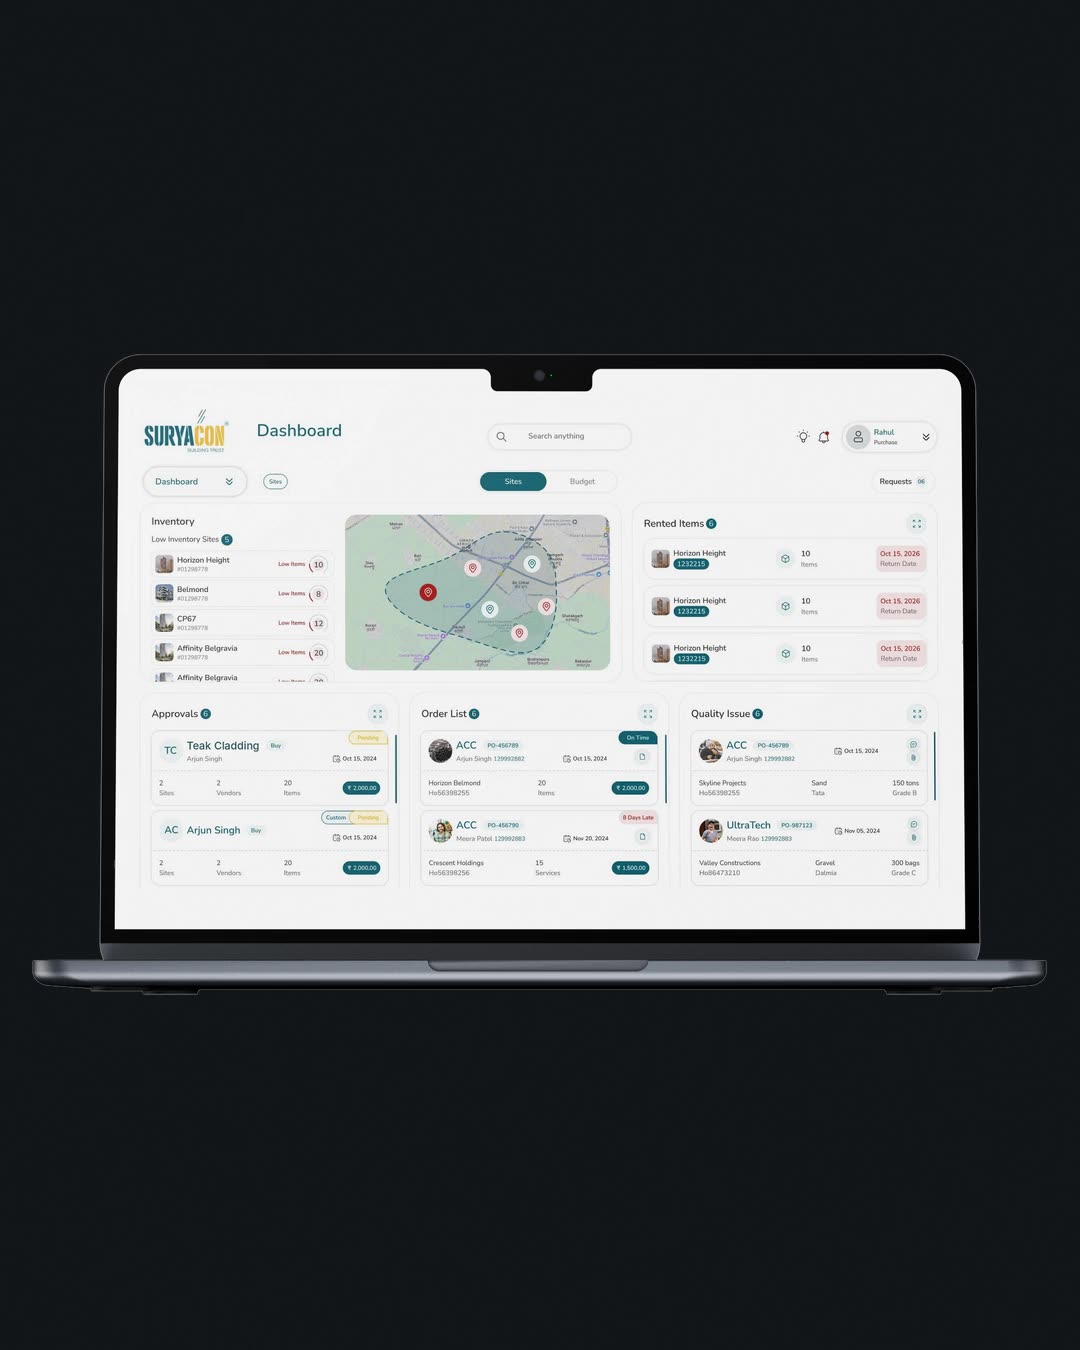 SURYACON®
BUILDING TRUST
Dashboard
Search anything
Rahul
Purchase
Dashboard
Sites
Sites
Budget
Requests 06
Inventory
Low Inventory Sites 5
Horizon Height
#01298778
Low Items 10
Belmond
#01298778
Low Items 8
CP67
#01298778
Low Items 12
Affinity Belgravia
#01298778
Low Items 20
Affinity Belgravia
Rented Items 6
Horizon Height
1232215
10
Items
Oct 15, 2026
Return Date
Horizon Height
1232215
10
Items
Oct 15, 2026
Return Date
Horizon Height
1232215
10
Items
Oct 15, 2026
Return Date
Approvals 6
Pending
TC
Teak Cladding Buy
Arjun Singh
Oct 15, 2024
2
Sites
2
Vendors
20
Items
₹ 2,000,00
Custom
Pending
AC
Arjun Singh Buy
Oct 15, 2024
2
Sites
2
Vendors
20
Items
₹ 2,000,00
Order List 6
On Time
ACC PO-456789
Arjun Singh 129992882
Oct 15, 2024
Horizon Belmond
Ho56398255
20
Items
₹ 2,000,00
8 Days Late
ACC PO-456790
Meera Patel 129992883
Nov 20, 2024
Crescent Holdings
Ho56398256
15
Services
₹ 1,500,00
Quality Issue 6
ACC PO-456789
Arjun Singh 129992882
Oct 15, 2024
Skyline Projects
Ho56398255
Sand
Tata
150 tons
Grade B
UltraTech PO-987123
Meera Rao 129992883
Nov 05, 2024
Valley Constructions
Ho86473210
Gravel
Dalmia
300 bags
Grade C